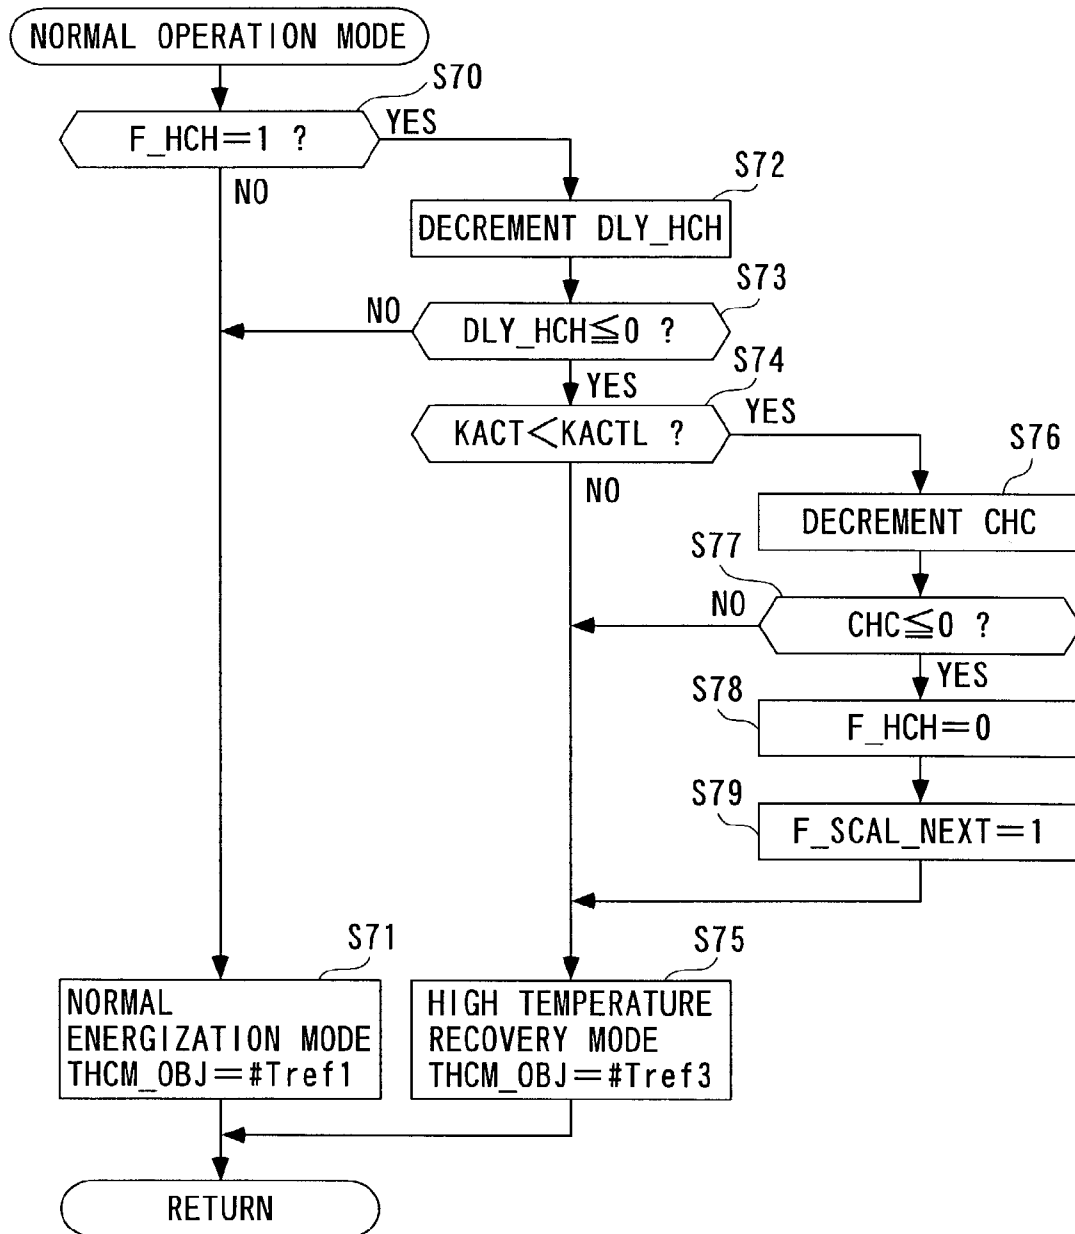 NORMAL OPERATION MODE
S70
F_HCH=1 ?
YES
NO
S72
DECREMENT DLY_HCH
S73
NO
DLY_HCH≦0 ?
YES
S74
KACT<KACTL ?
YES
NO
S76
DECREMENT CHC
S77
NO
CHC≦0 ?
YES
S78
F_HCH=0
S79
F_SCAL_NEXT=1
S71
NORMAL
ENERGIZATION MODE
THCM_OBJ=#Tref1
S75
HIGH TEMPERATURE
RECOVERY MODE
THCM_OBJ=#Tref3
RETURN